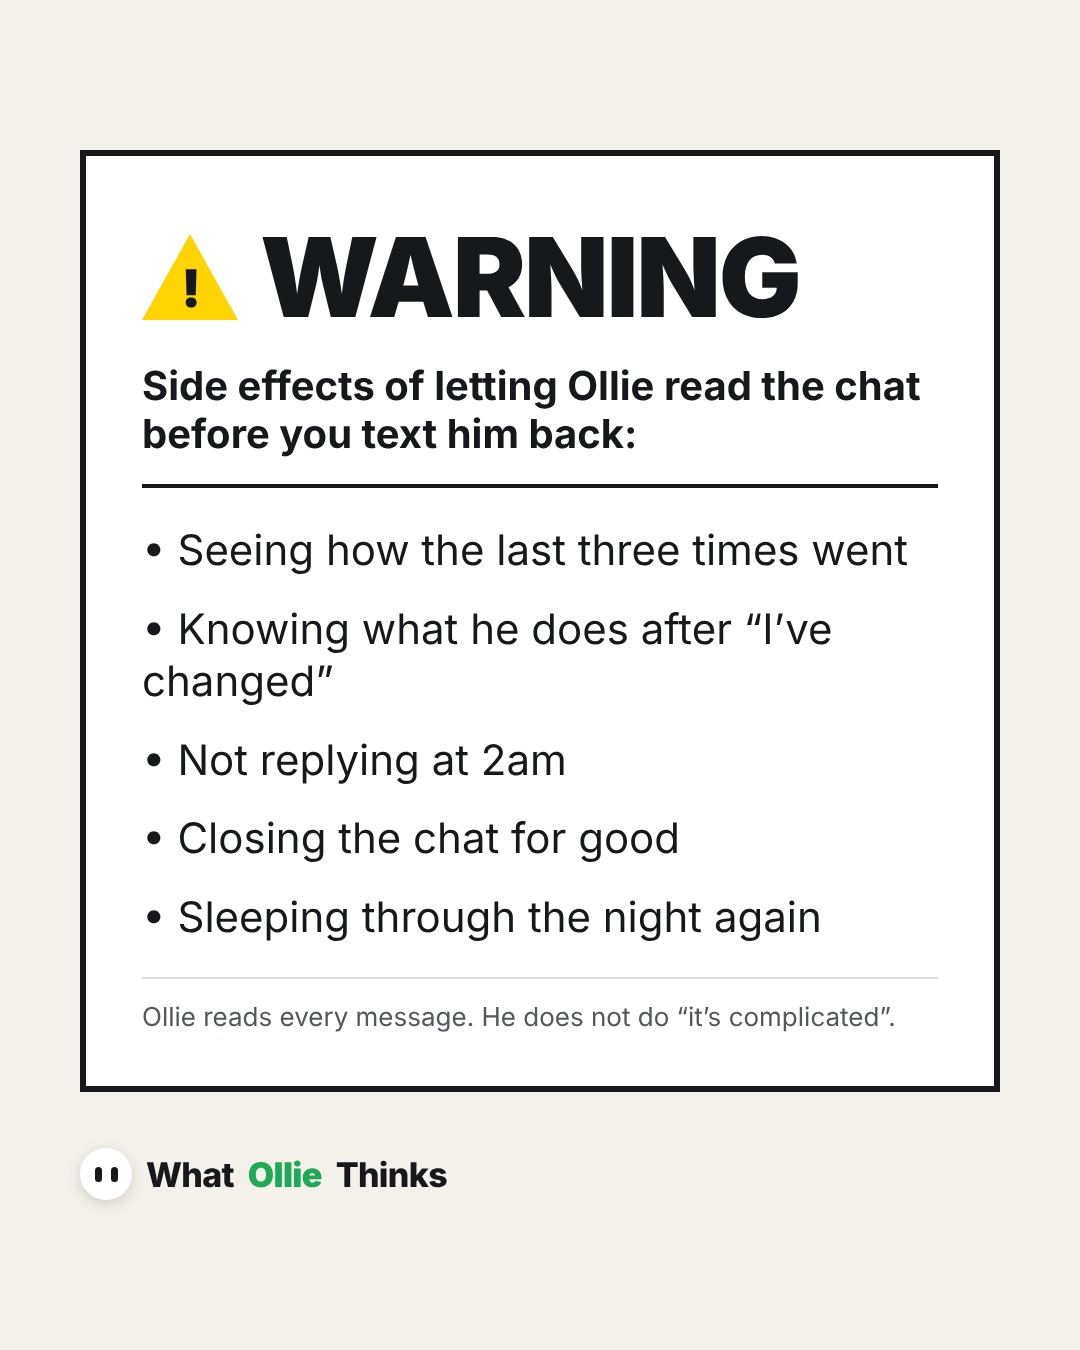 ! WARNING
Side effects of letting Ollie read the chat
before you text him back:
• Seeing how the last three times went
• Knowing what he does after “I’ve
changed”
• Not replying at 2am
• Closing the chat for good
• Sleeping through the night again
Ollie reads every message. He does not do “it’s complicated”.
What Ollie Thinks